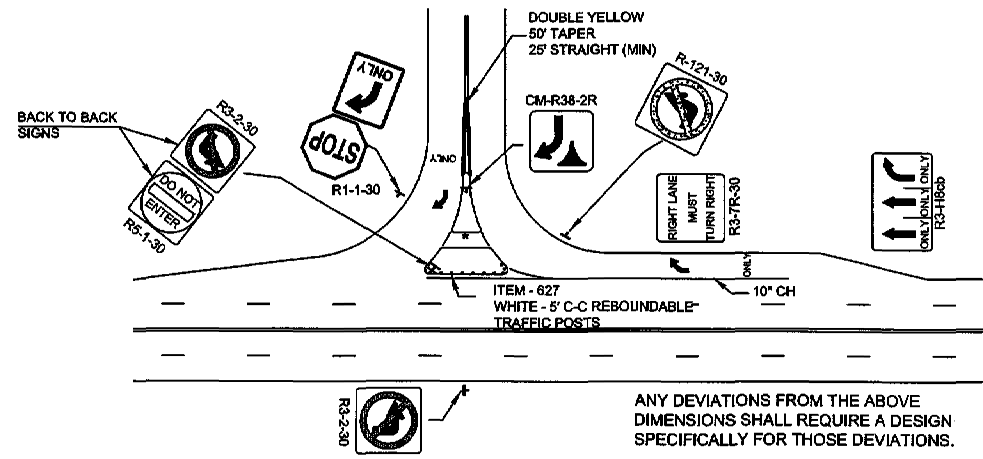 DOUBLE YELLOW
50' TAPER
25' STRAIGHT (MIN)
ONLY
R-121-30
CM-R38-2R
BACK TO BACK
SIGNS
R3-2-30
STOP
R1-1-30
ONLY
DO NOT
ENTER
R5-1-30
RIGHT LANE
MUST
TURN RIGHT
R3-7R-30
ONLY
ONLY
ONLY
R3-H8cb
*
ONLY
10" CH
ITEM - 627
WHITE - 5' C-C REBOUNDABLE
TRAFFIC POSTS
R3-2-30
ANY DEVIATIONS FROM THE ABOVE
DIMENSIONS SHALL REQUIRE A DESIGN
SPECIFICALLY FOR THOSE DEVIATIONS.